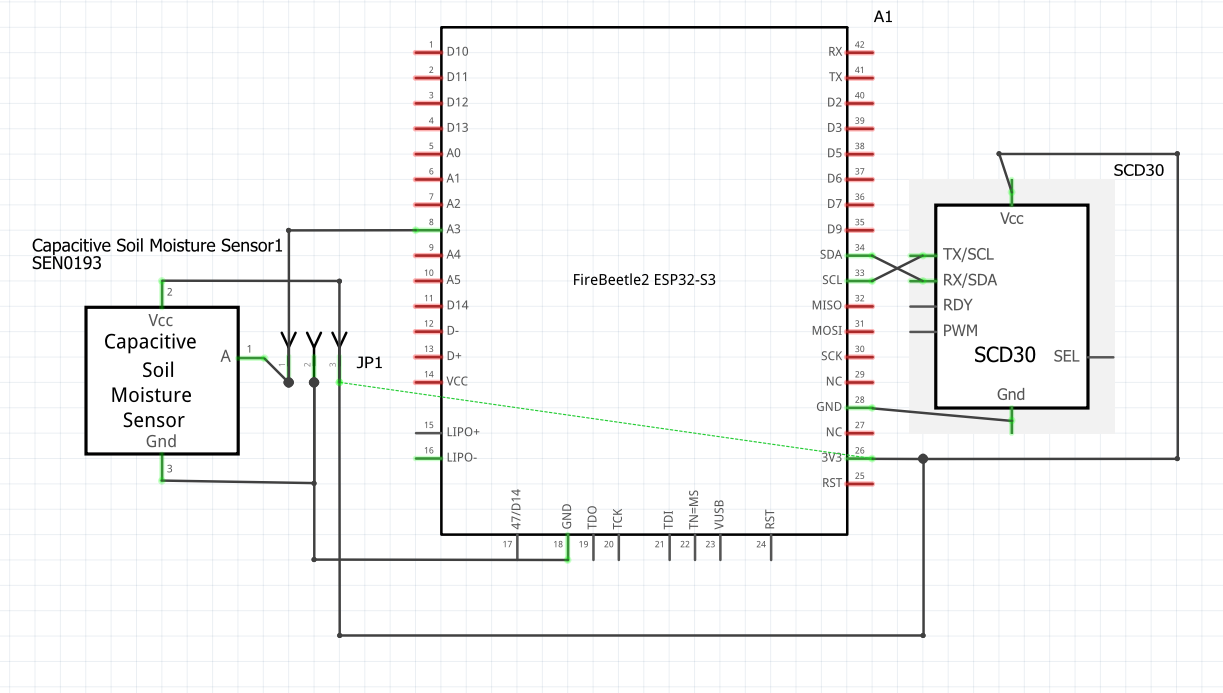 A1
1 D10
2 D11
3 D12
4 D13
5 A0
6 A1
7 A2
8 A3
9 A4
10 A5
11 D14
12 D-
13 D+
14 VCC
15 LIPO+
16 LIPO-
FireBeetle2 ESP32-S3
RX 42
TX 41
D2 40
D3 39
D5 38
D6 37
D7 36
D9 35
SDA 34
SCL 33
MISO 32
MOSI 31
SCK 30
NC 29
GND 28
NC 27
3V3 26
RST 25
47/D14
GND
TDO
TCK
TDI
TN=MS
VUSB
RST
17 18 19 20 21 22 23 24
Capacitive Soil Moisture Sensor1
SEN0193
2
Vcc
Capacitive
Soil
Moisture
Sensor
A 1
Gnd
3
1 2 3
JP1
SCD30
Vcc
TX/SCL
RX/SDA
RDY
PWM
SCD30
SEL
Gnd